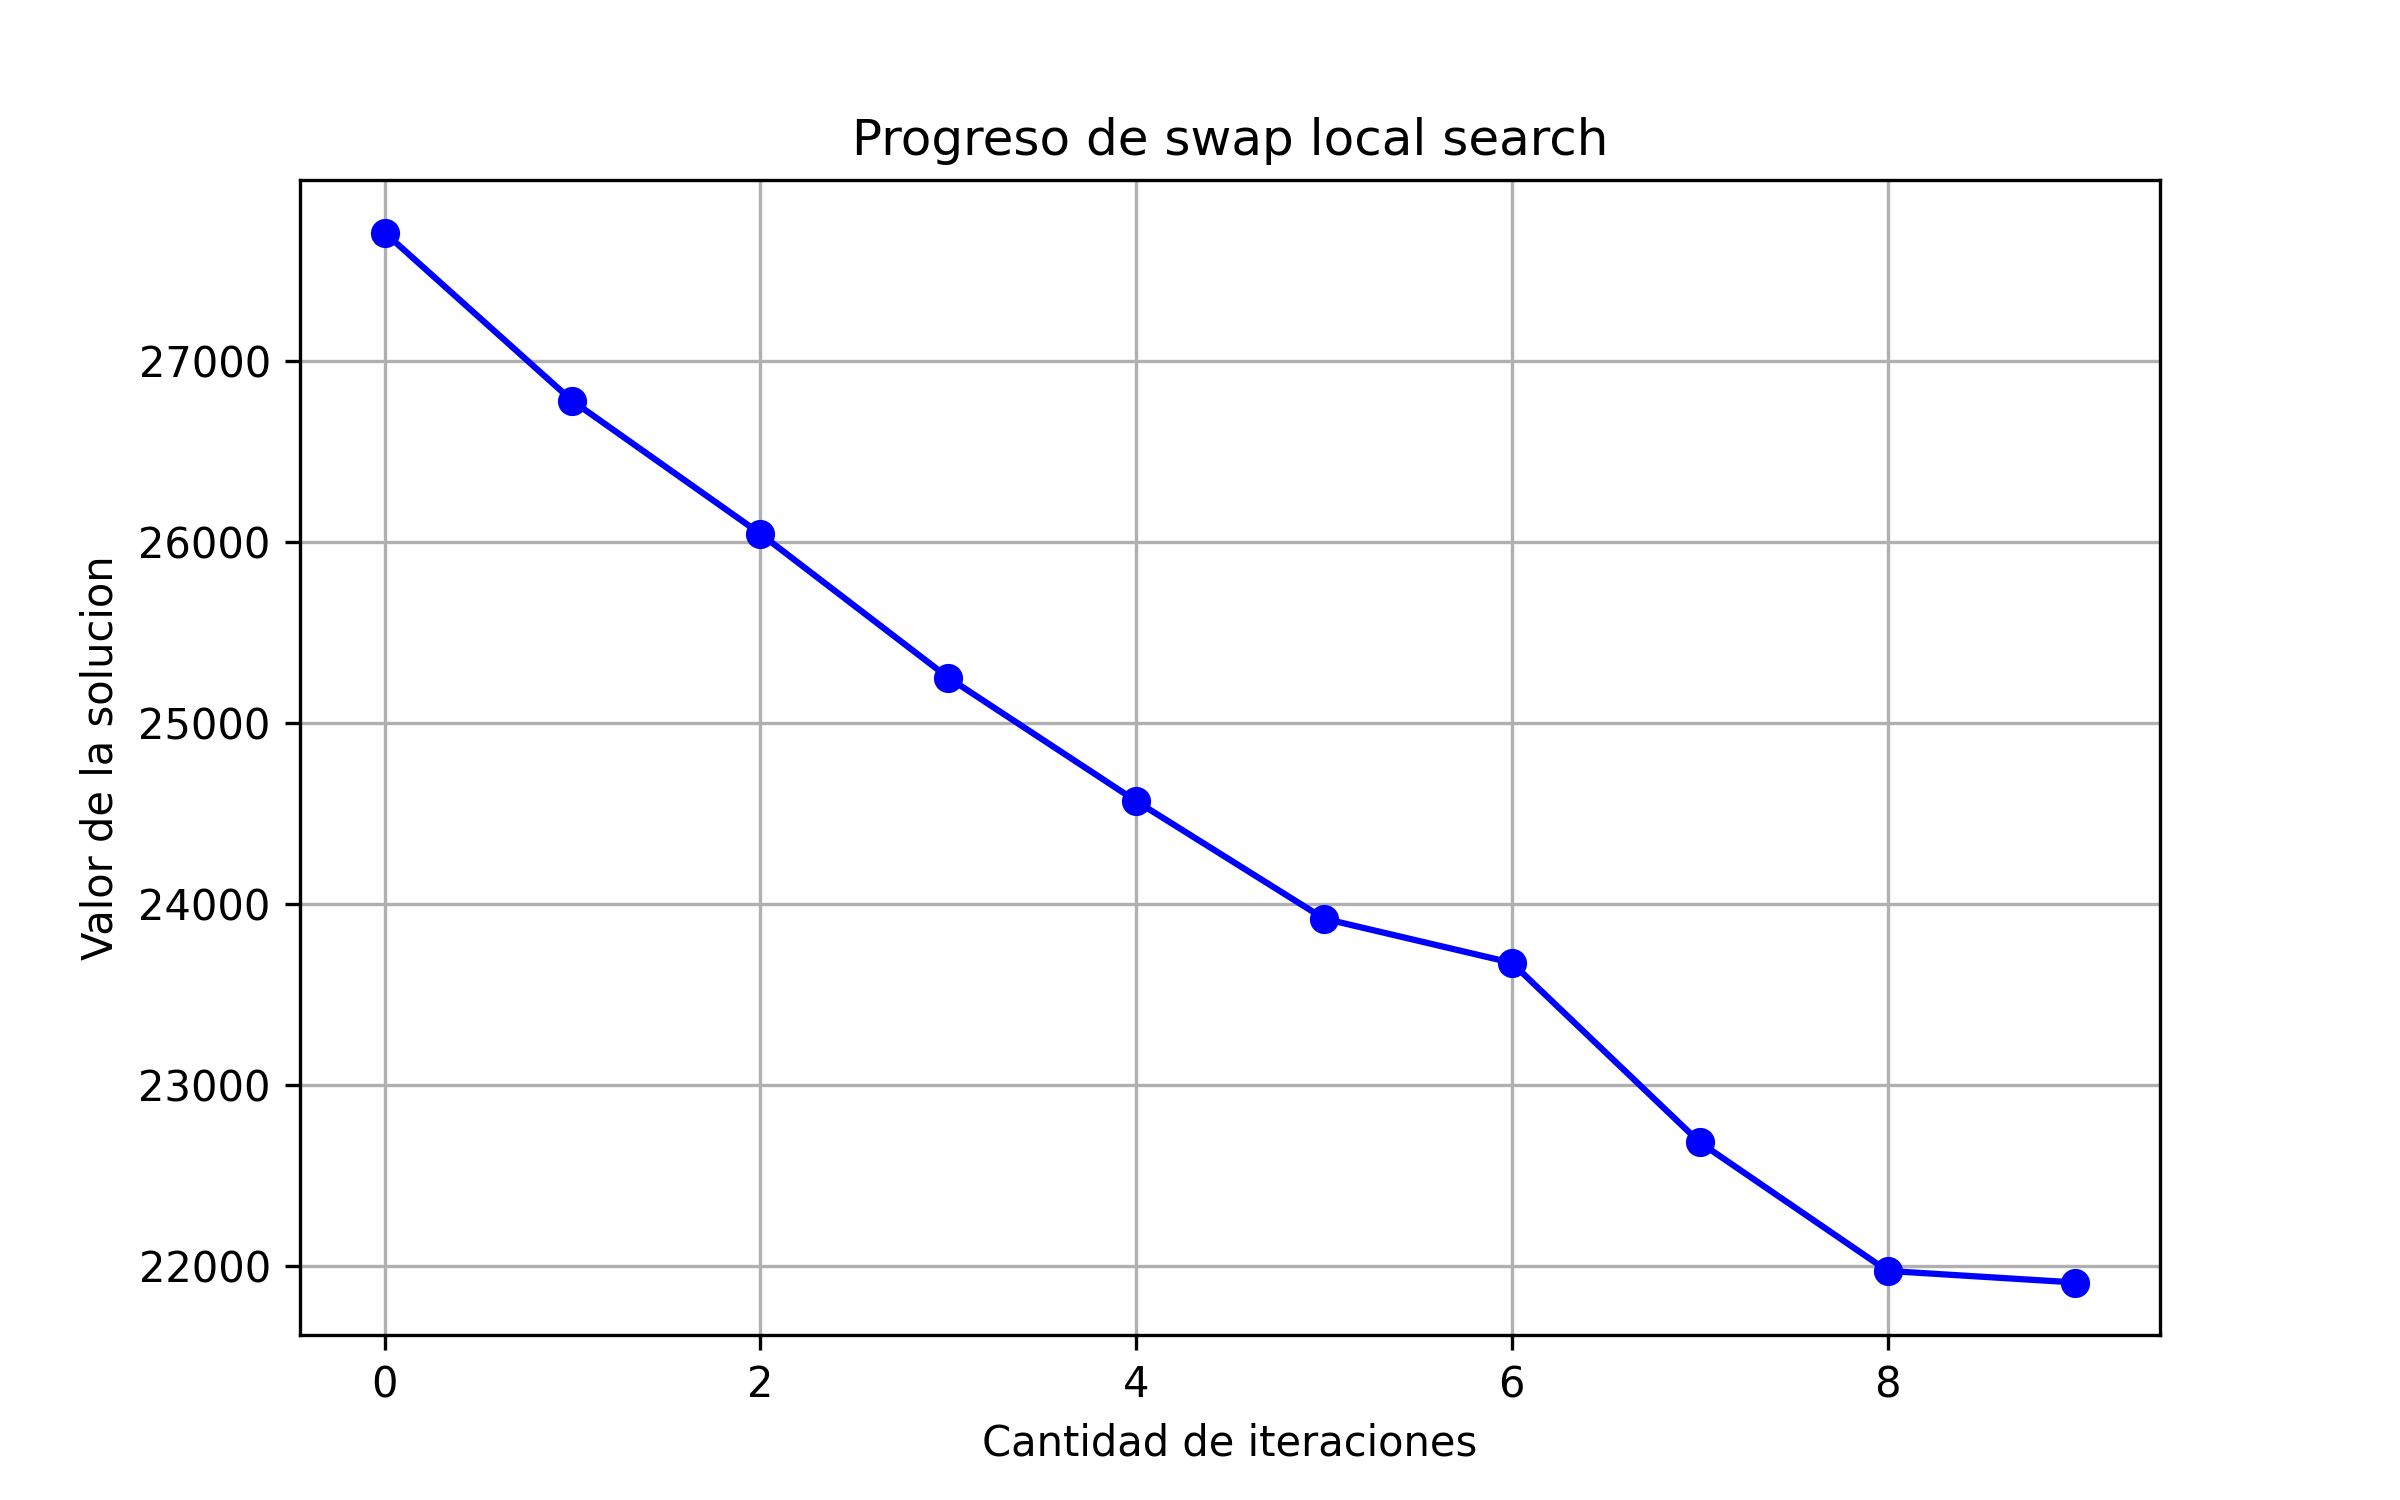 Progreso de swap local search
Valor de la solucion
27000
26000
25000
24000
23000
22000
0 2 4 6 8
Cantidad de iteraciones